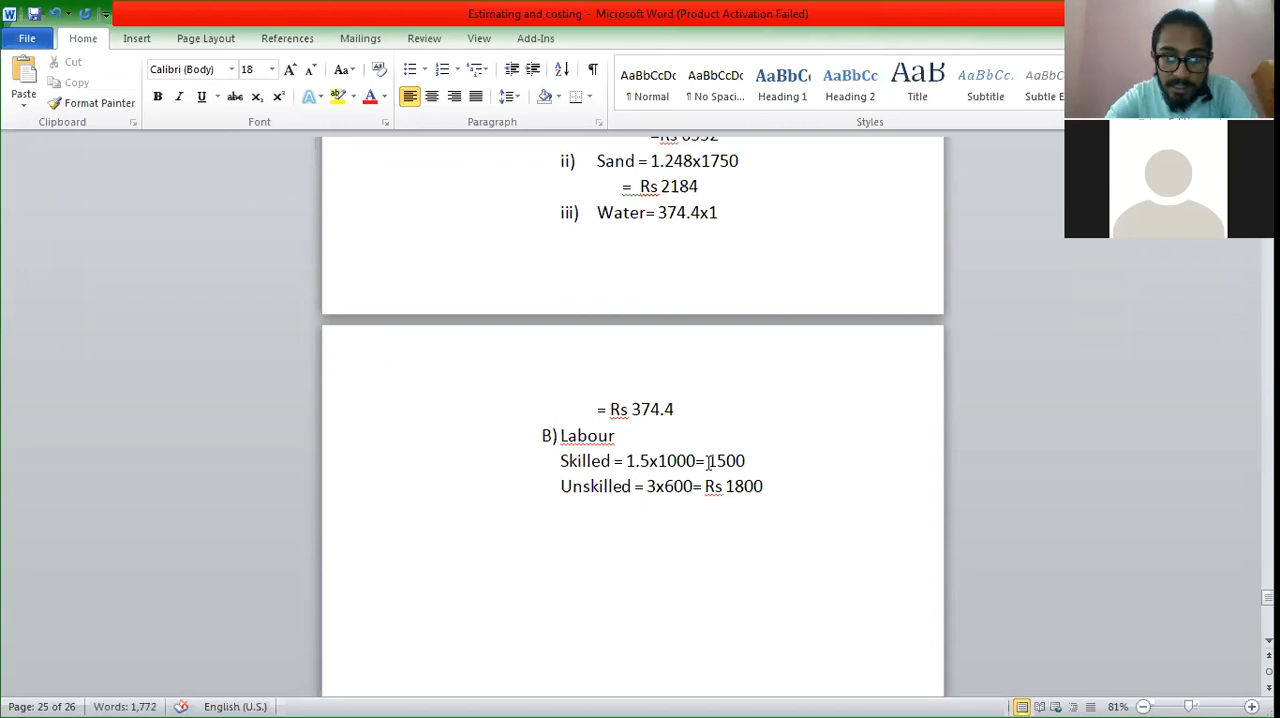 Estimating and costing - Microsoft Word (Product Activation Failed)
File Home Insert Page Layout References Mailings Review View Add-Ins
Cut
Copy
Format Painter
Paste
Calibri (Body) 18
AaBbCcDc AaBbCcDc AaBbC AaBbCc AaB AaBbCc. AaBbCc
¶ Normal ¶ No Spaci... Heading 1 Heading 2 Title Subtitle Subtle E
Clipboard Font Paragraph Styles
ii) Sand = 1.248x1750
= Rs 2184
iii) Water= 374.4x1
= Rs 374.4
B) Labour
Skilled = 1.5x1000= 1500
Unskilled = 3x600= Rs 1800
Page: 25 of 26 Words: 1,772 English (U.S.) 81%